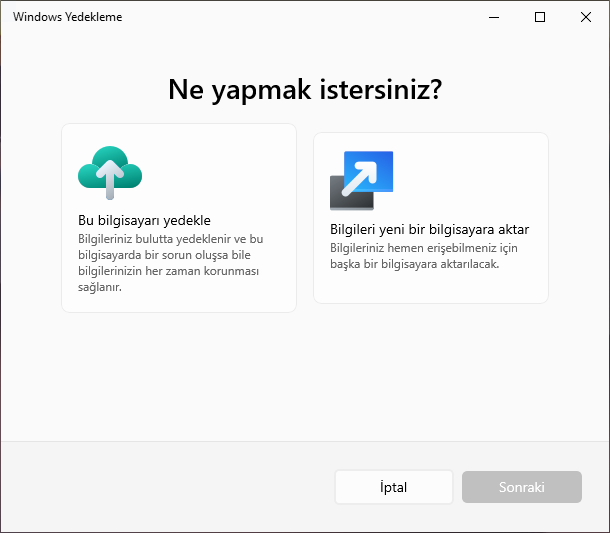 Windows Yedekleme
Ne yapmak istersiniz?
Bu bilgisayarı yedekle
Bilgileriniz bulutta yedeklenir ve bu
bilgisayarda bir sorun oluşsa bile
bilgilerinizin her zaman korunması
sağlanır.
Bilgileri yeni bir bilgisayara aktar
Bilgileriniz hemen erişebilmeniz için
başka bir bilgisayara aktarılacak.
İptal
Sonraki